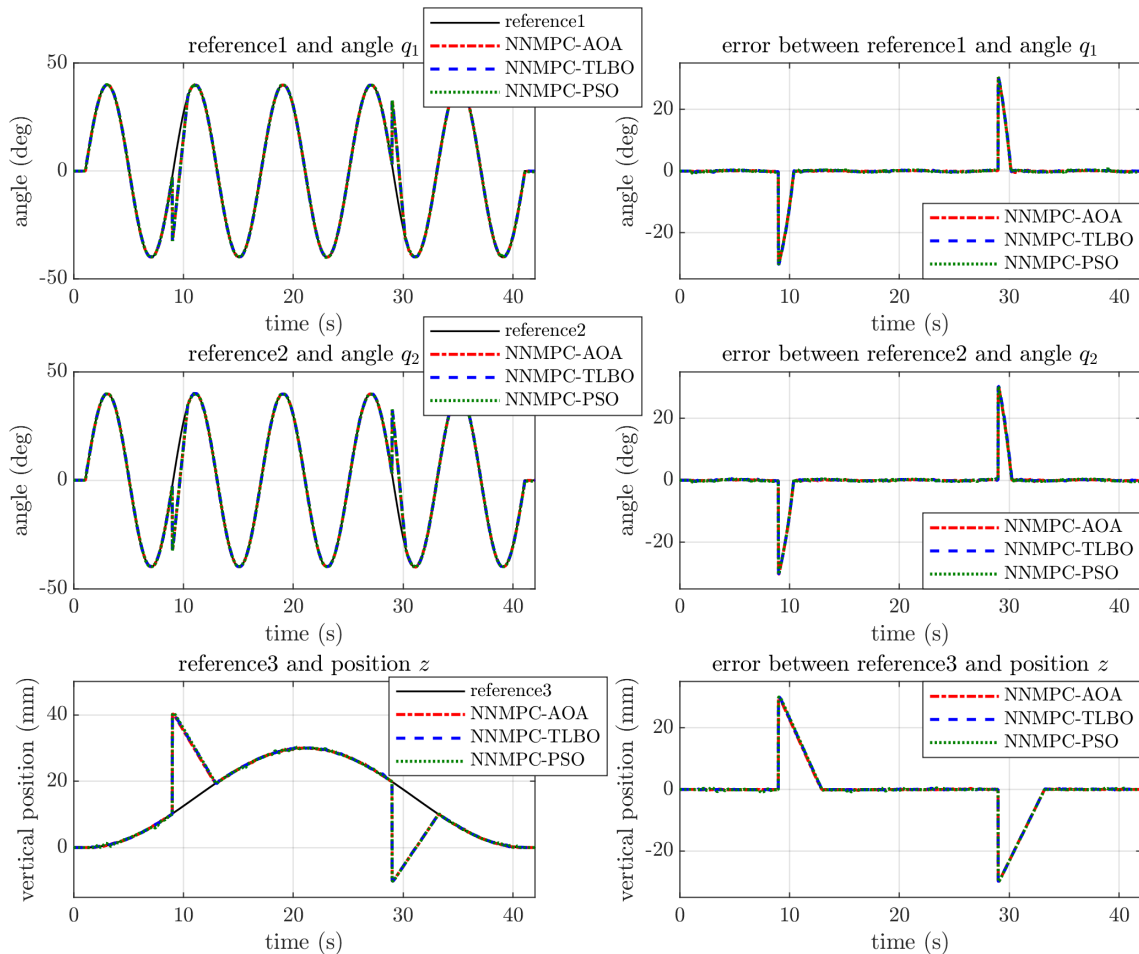 reference1 and angle q1
reference1
NNMPC-AOA
NNMPC-TLBO
NNMPC-PSO
angle (deg)
50
0
-50
0 10 20 30 40
time (s)
error between reference1 and angle q1
angle (deg)
20
0
-20
NNMPC-AOA
NNMPC-TLBO
NNMPC-PSO
0 10 20 30 40
time (s)
reference2 and angle q2
reference2
NNMPC-AOA
NNMPC-TLBO
NNMPC-PSO
angle (deg)
50
0
-50
0 10 20 30 40
time (s)
error between reference2 and angle q2
angle (deg)
20
0
-20
NNMPC-AOA
NNMPC-TLBO
NNMPC-PSO
0 10 20 30 40
time (s)
reference3 and position z
reference3
NNMPC-AOA
NNMPC-TLBO
NNMPC-PSO
vertical position (mm)
40
20
0
0 10 20 30 40
time (s)
error between reference3 and position z
NNMPC-AOA
NNMPC-TLBO
NNMPC-PSO
vertical position (mm)
20
0
-20
0 10 20 30 40
time (s)